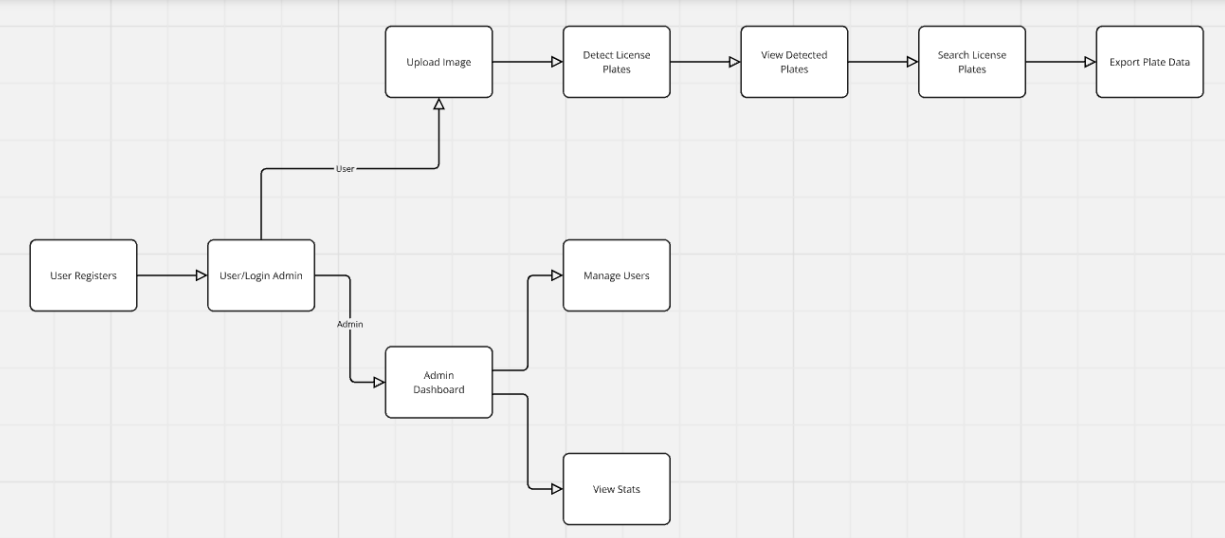 Upload Image
Detect License
Plates
View Detected
Plates
Search License
Plates
Export Plate Data
User
User Registers
User/Login Admin
Manage Users
Admin
Admin
Dashboard
View Stats